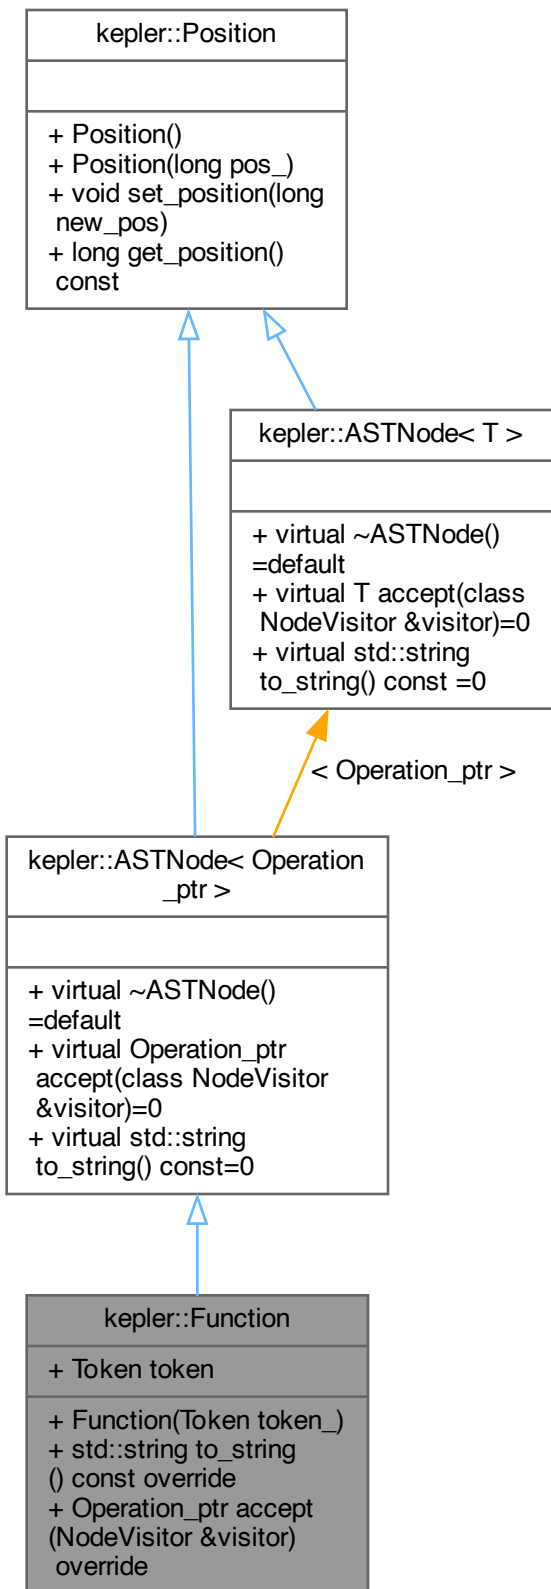 kepler::Position
+ Position()
+ Position(long pos_)
+ void set_position(long
new_pos)
+ long get_position()
const
kepler::ASTNode< T >
+ virtual ~ASTNode()
=default
+ virtual T accept(class
NodeVisitor &visitor)=0
+ virtual std::string
to_string() const =0
< Operation_ptr >
kepler::ASTNode< Operation
_ptr >
+ virtual ~ASTNode()
=default
+ virtual Operation_ptr
accept(class NodeVisitor
&visitor)=0
+ virtual std::string
to_string() const=0
kepler::Function
+ Token token
+ Function(Token token_)
+ std::string to_string
() const override
+ Operation_ptr accept
(NodeVisitor &visitor)
override